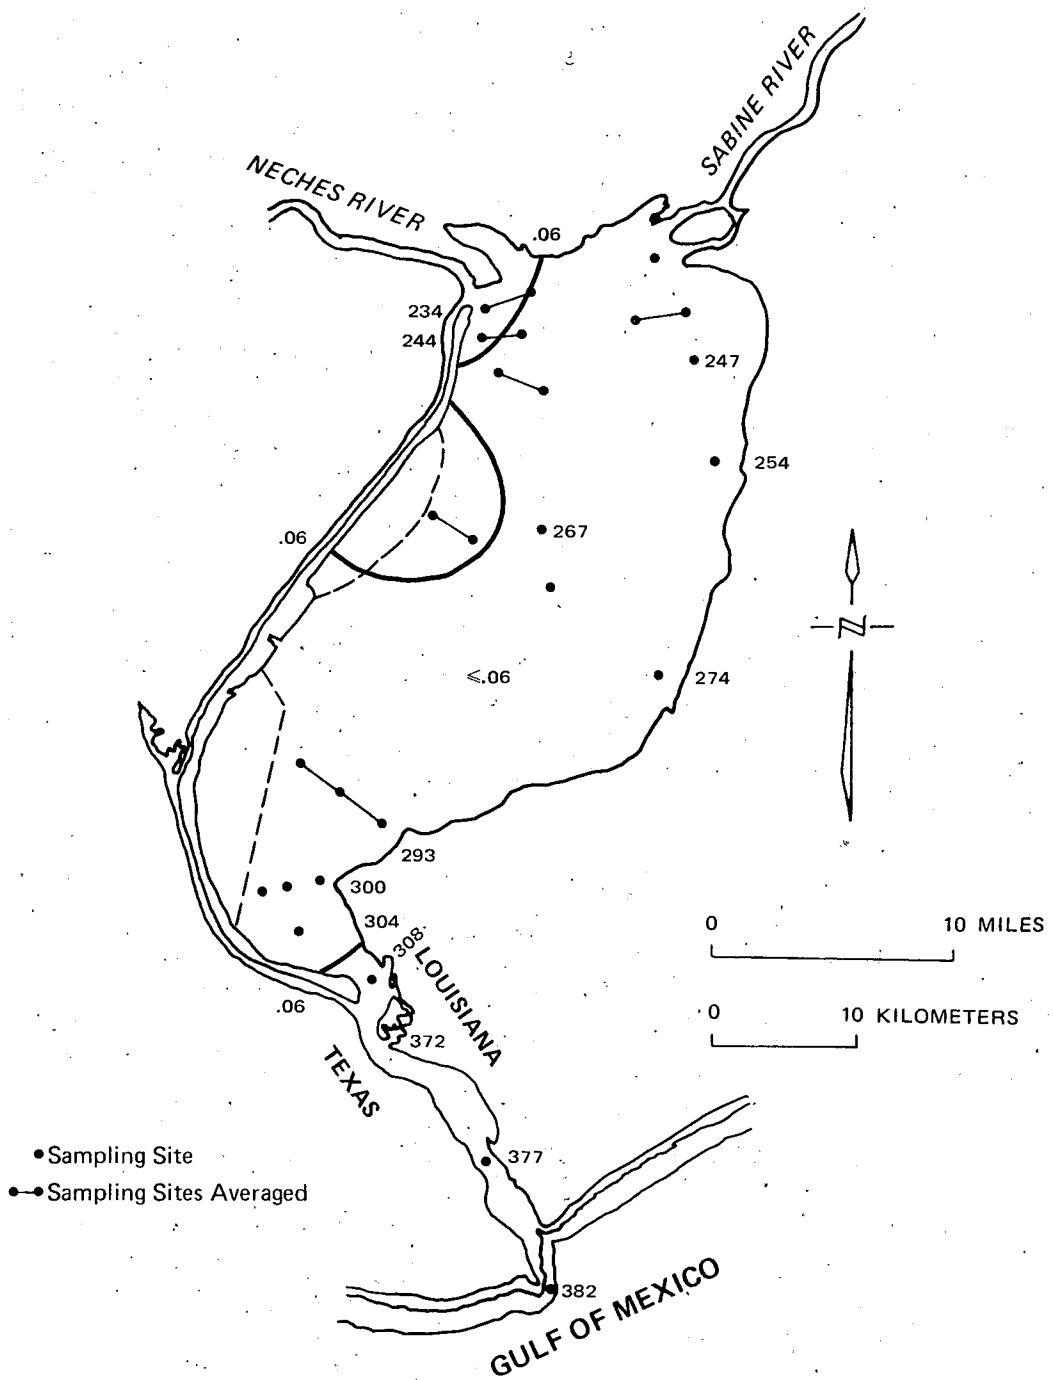 SABINE RIVER
NECHES RIVER
.06
234
244
247
254
.06
267
≤.06
274
293
300
304
308
LOUISIANA
.06
372
TEXAS
377
382
GULF OF MEXICO
N
0 10 MILES
0 10 KILOMETERS
Sampling Site
Sampling Sites Averaged